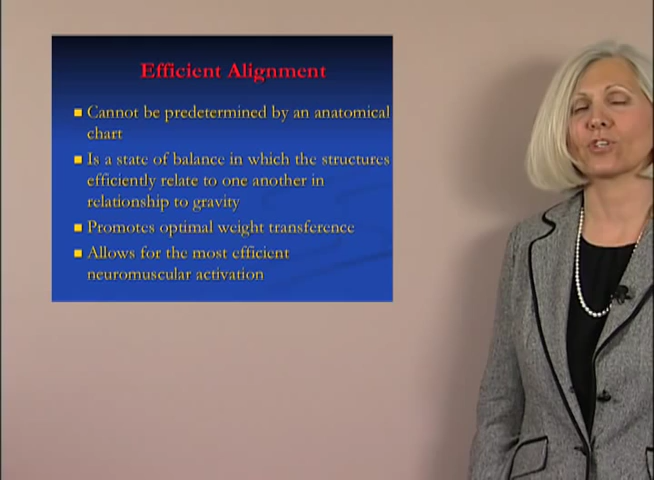 Efficient Alignment
Cannot be predetermined by an anatomical
chart
Is a state of balance in which the structures
efficiently relate to one another in
relationship to gravity
Promotes optimal weight transference
Allows for the most efficient
neuromuscular activation